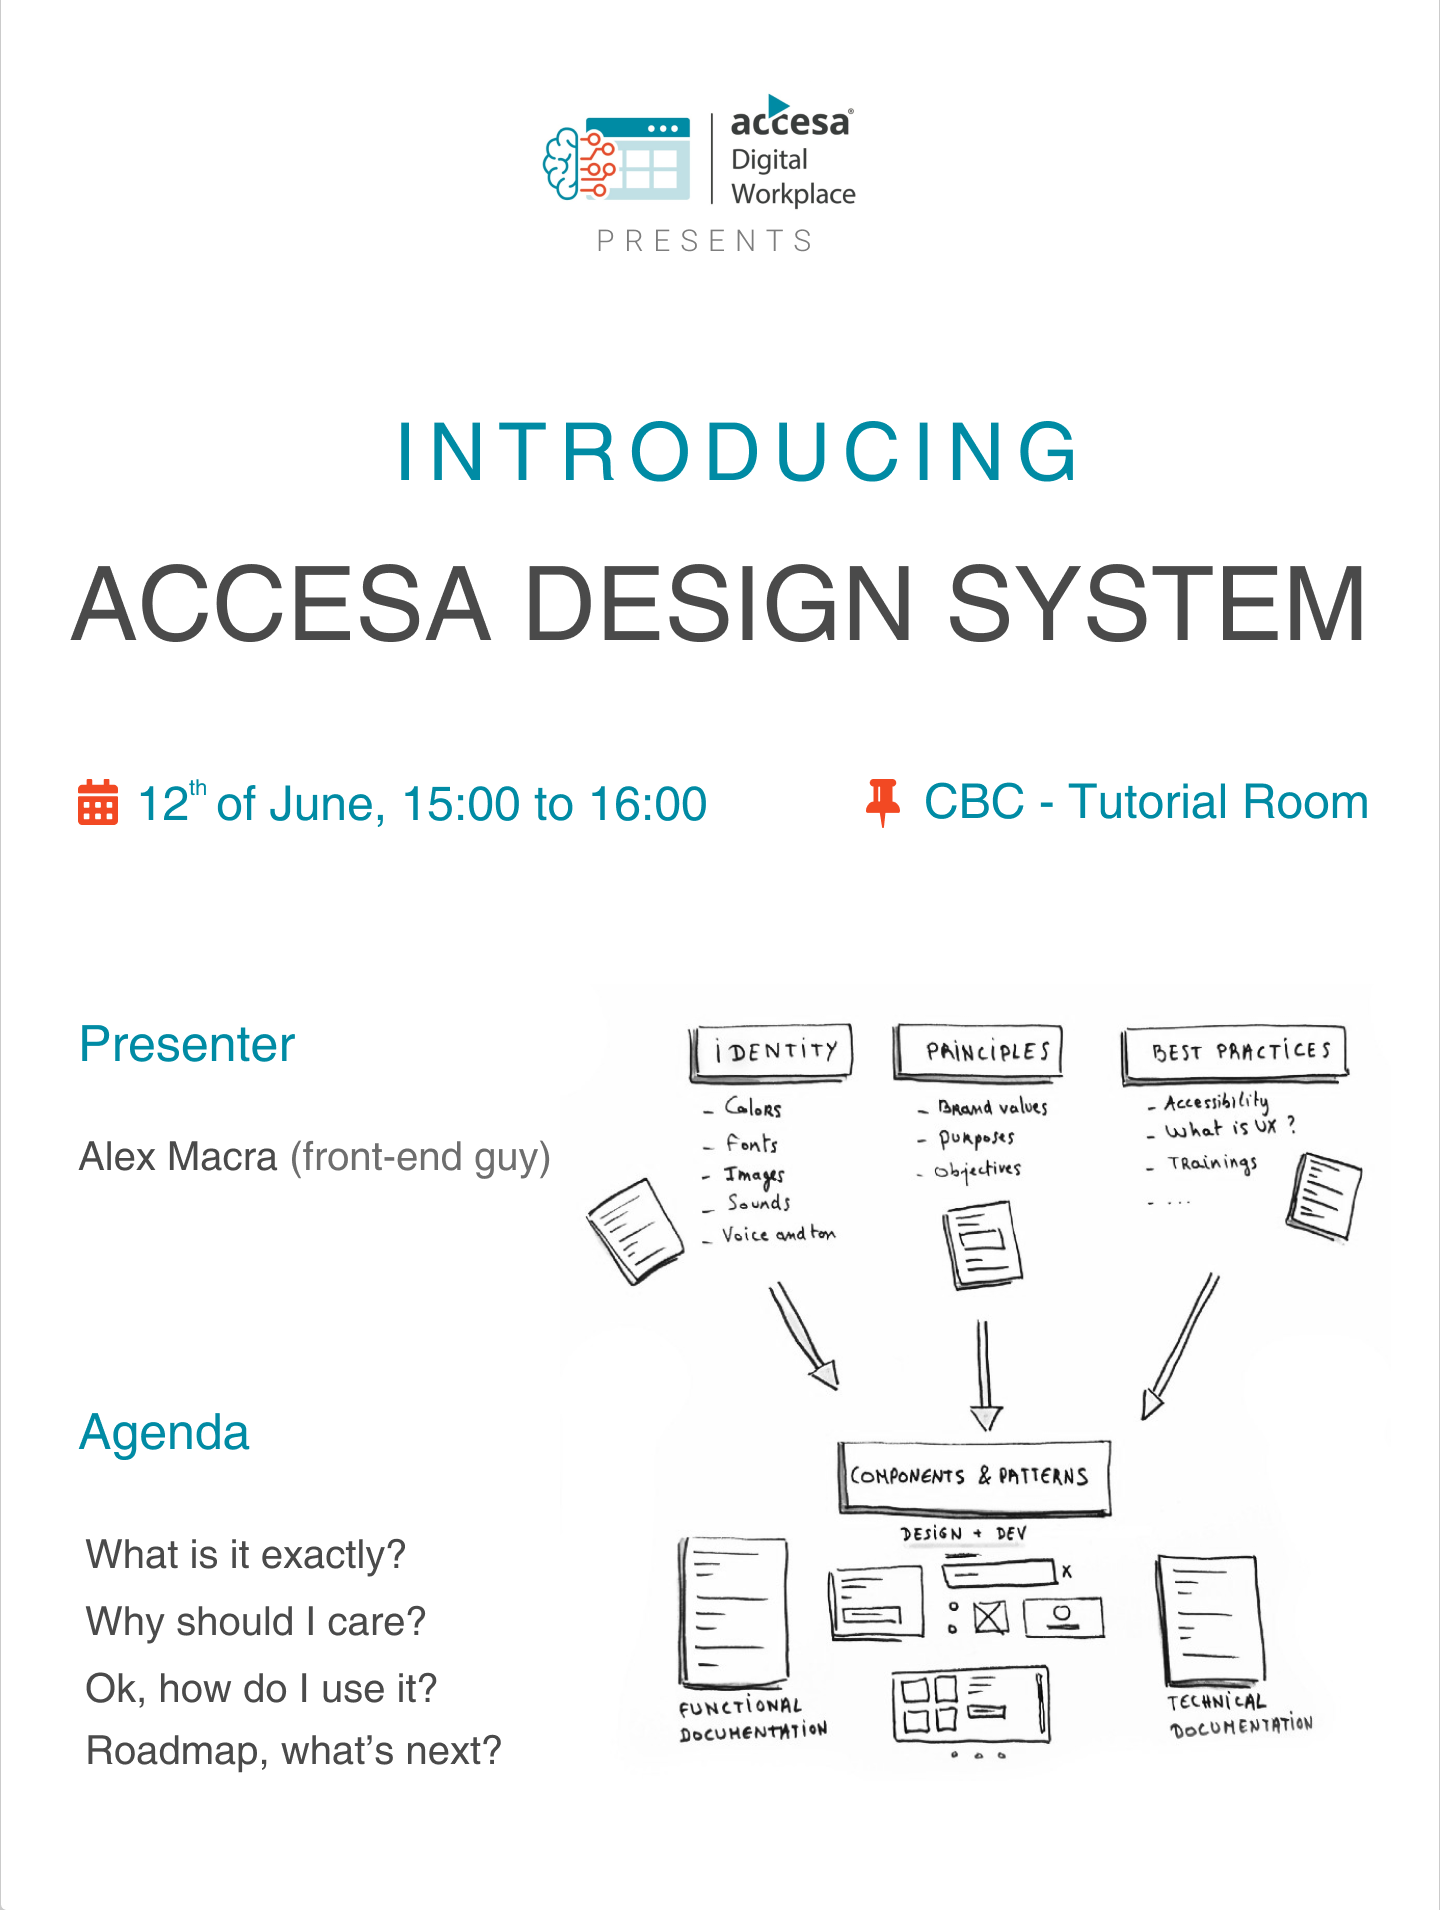 accesa®
Digital
Workplace
PRESENTS
INTRODUCING
ACCESA DESIGN SYSTEM
12th of June, 15:00 to 16:00
CBC - Tutorial Room
Presenter
Alex Macra (front-end guy)
Agenda
What is it exactly?
Why should I care?
Ok, how do I use it?
Roadmap, what's next?
IDENTITY
- Colors
- Fonts
- Images
- Sounds
- Voice and ton
PRINCIPLES
- Brand values
- Purposes
- Objectives
BEST PRACTICES
- Accessibility
- What is UX ?
- Trainings
- ...
COMPONENTS & PATTERNS
DESIGN + DEV
x
FUNCTIONAL
DOCUMENTATION
TECHNICAL
DOCUMENTATION